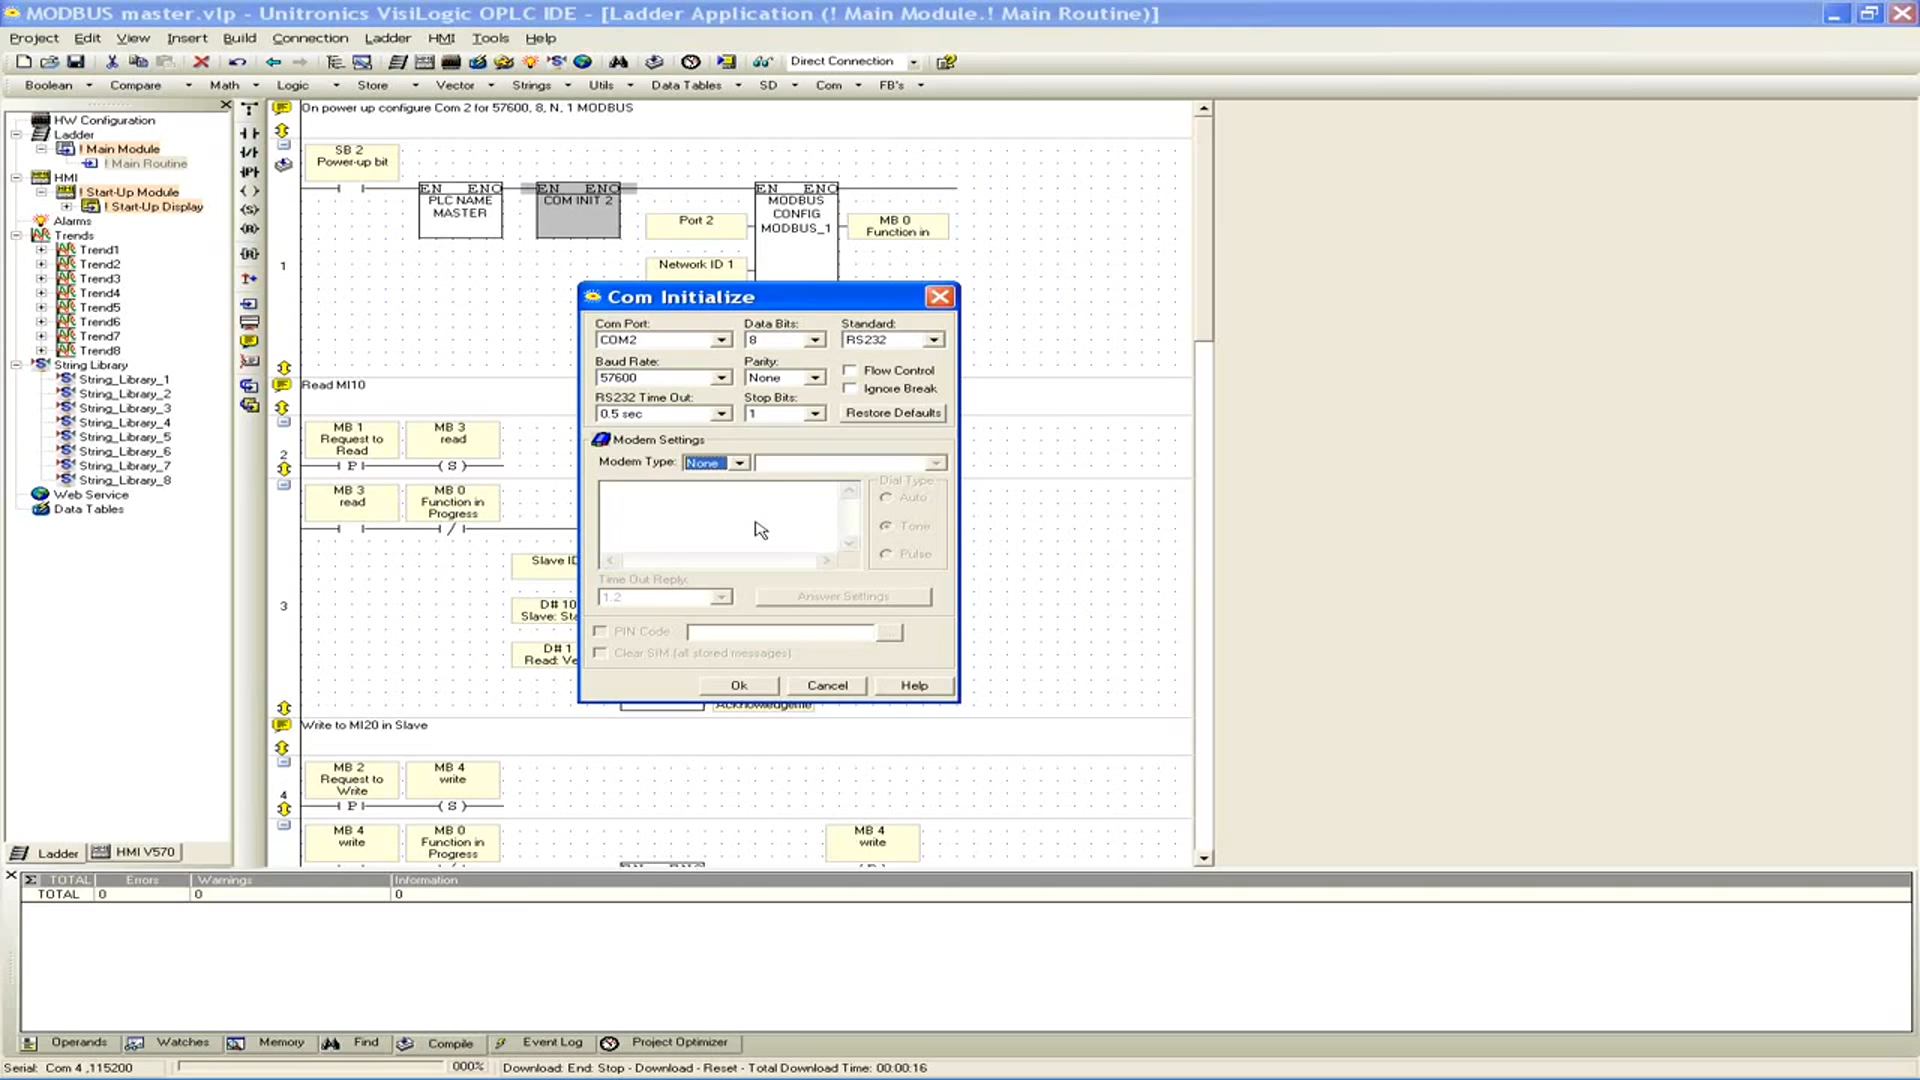 MODBUS master.vlp - Unitronics VisiLogic OPLC IDE - [Ladder Application (! Main Module.! Main Routine)]
Project Edit View Insert Build Connection Ladder HMI Tools Help
Direct Connection
Boolean Compare Math Logic Store Vector Strings Utils Data Tables SD Com FB's
HW Configuration
Ladder
! Main Module
! Main Routine
HMI
! Start-Up Module
! Start-Up Display
Alarms
Trends
Trend1
Trend2
Trend3
Trend4
Trend5
Trend6
Trend7
Trend8
String Library
String_Library_1
String_Library_2
String_Library_3
String_Library_4
String_Library_5
String_Library_6
String_Library_7
String_Library_8
Web Service
Data Tables
Ladder HMI V570
On power up configure Com 2 for 57600, 8, N, 1 MODBUS
1
SB 2
Power-up bit
EN ENO
PLC NAME
MASTER
EN ENO
COM INIT 2
Port 2
Network ID 1
EN ENO
MODBUS
CONFIG
MODBUS_1
MB 0
Function in
Read MI10
2
MB 1
Request to
Read
P
MB 3
read
(S)
3
MB 3
read
MB 0
Function in
Progress
Slave ID
D# 10
Slave: Sta
D# 1
Read: Ve
Acknowledgeme
Write to MI20 in Slave
4
MB 2
Request to
Write
P
MB 4
write
(S)
MB 4
write
MB 0
Function in
Progress
EN ENO
MB 4
write
Com Initialize
Com Port: Data Bits: Standard:
COM2 8 RS232
Baud Rate: Parity: Flow Control
57600 None Ignore Break
RS232 Time Out: Stop Bits:
0.5 sec 1 Restore Defaults
Modem Settings
Modem Type: None
Dial Type
Auto
Tone
Pulse
Time Out Reply:
1.2 Answer Settings
PIN Code ...
Clear SIM (all stored messages)
Ok Cancel Help
Σ TOTAL Errors Warnings Information
TOTAL 0 0 0
Operands Watches Memory Find Compile Event Log Project Optimizer
Serial: Com 4 ,115200 000% Download: End: Stop - Download - Reset - Total Download Time: 00:00:16